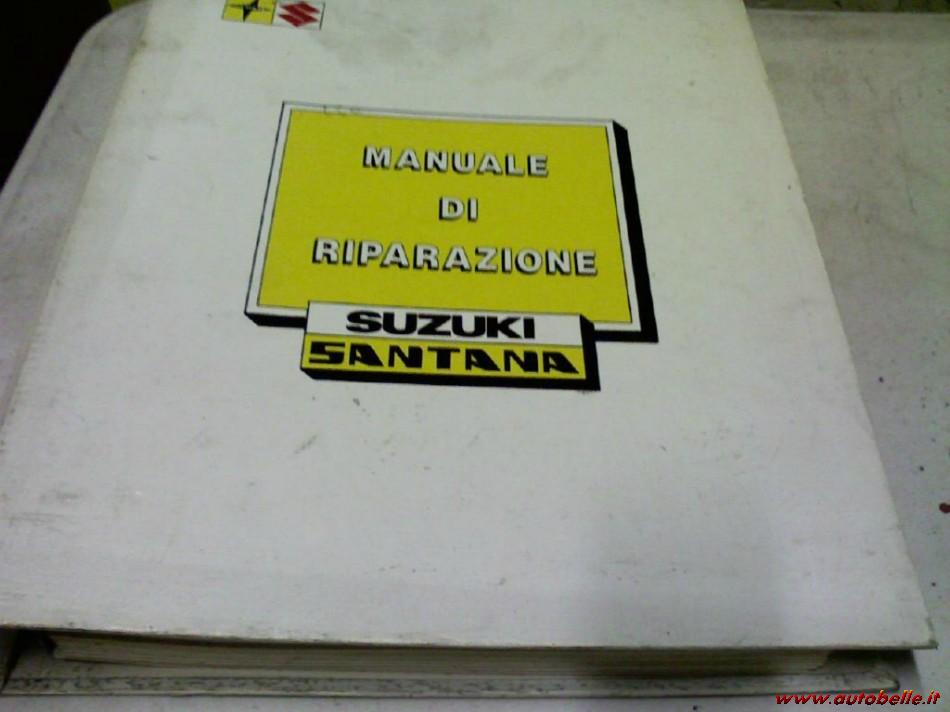 MANUALE
DI
RIPARAZIONE
SUZUKI
SANTANA
www.autobelle.it